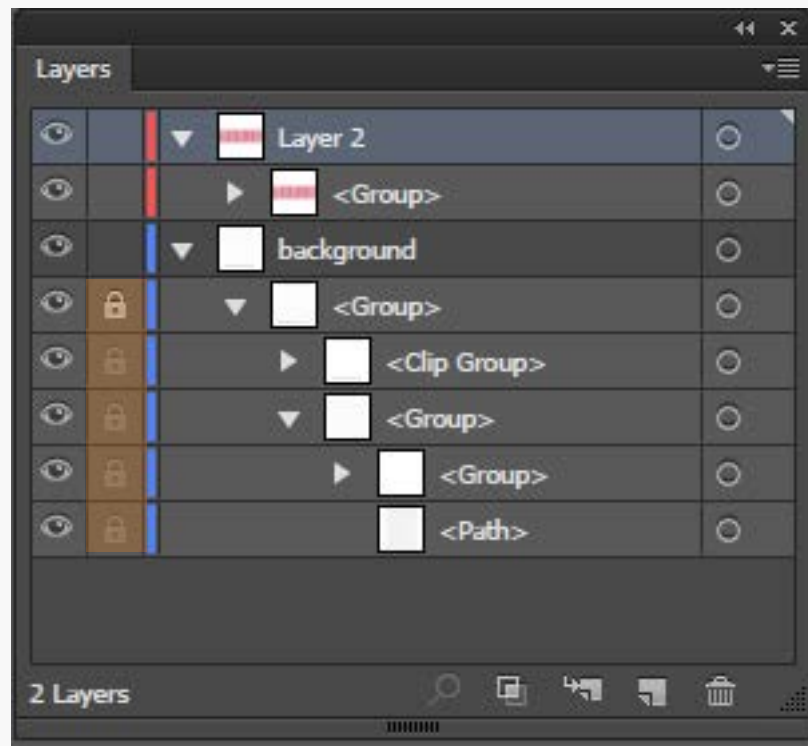 Layers
Layer 2
<Group>
background
<Group>
<Clip Group>
<Group>
<Group>
<Path>
2 Layers